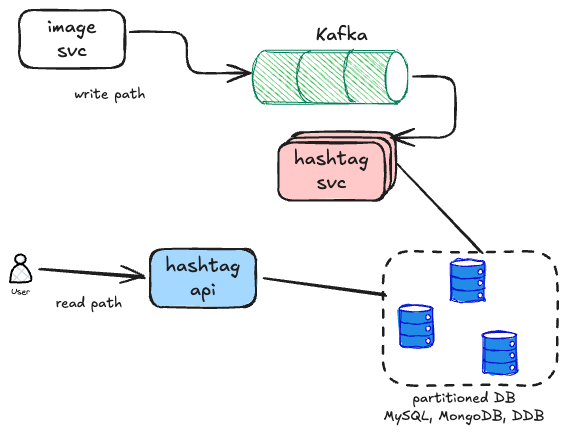 image
svc
Kafka
write path
hashtag
svc
hashtag
api
User
read path
partitioned DB
MySQL, MongoDB, DDB